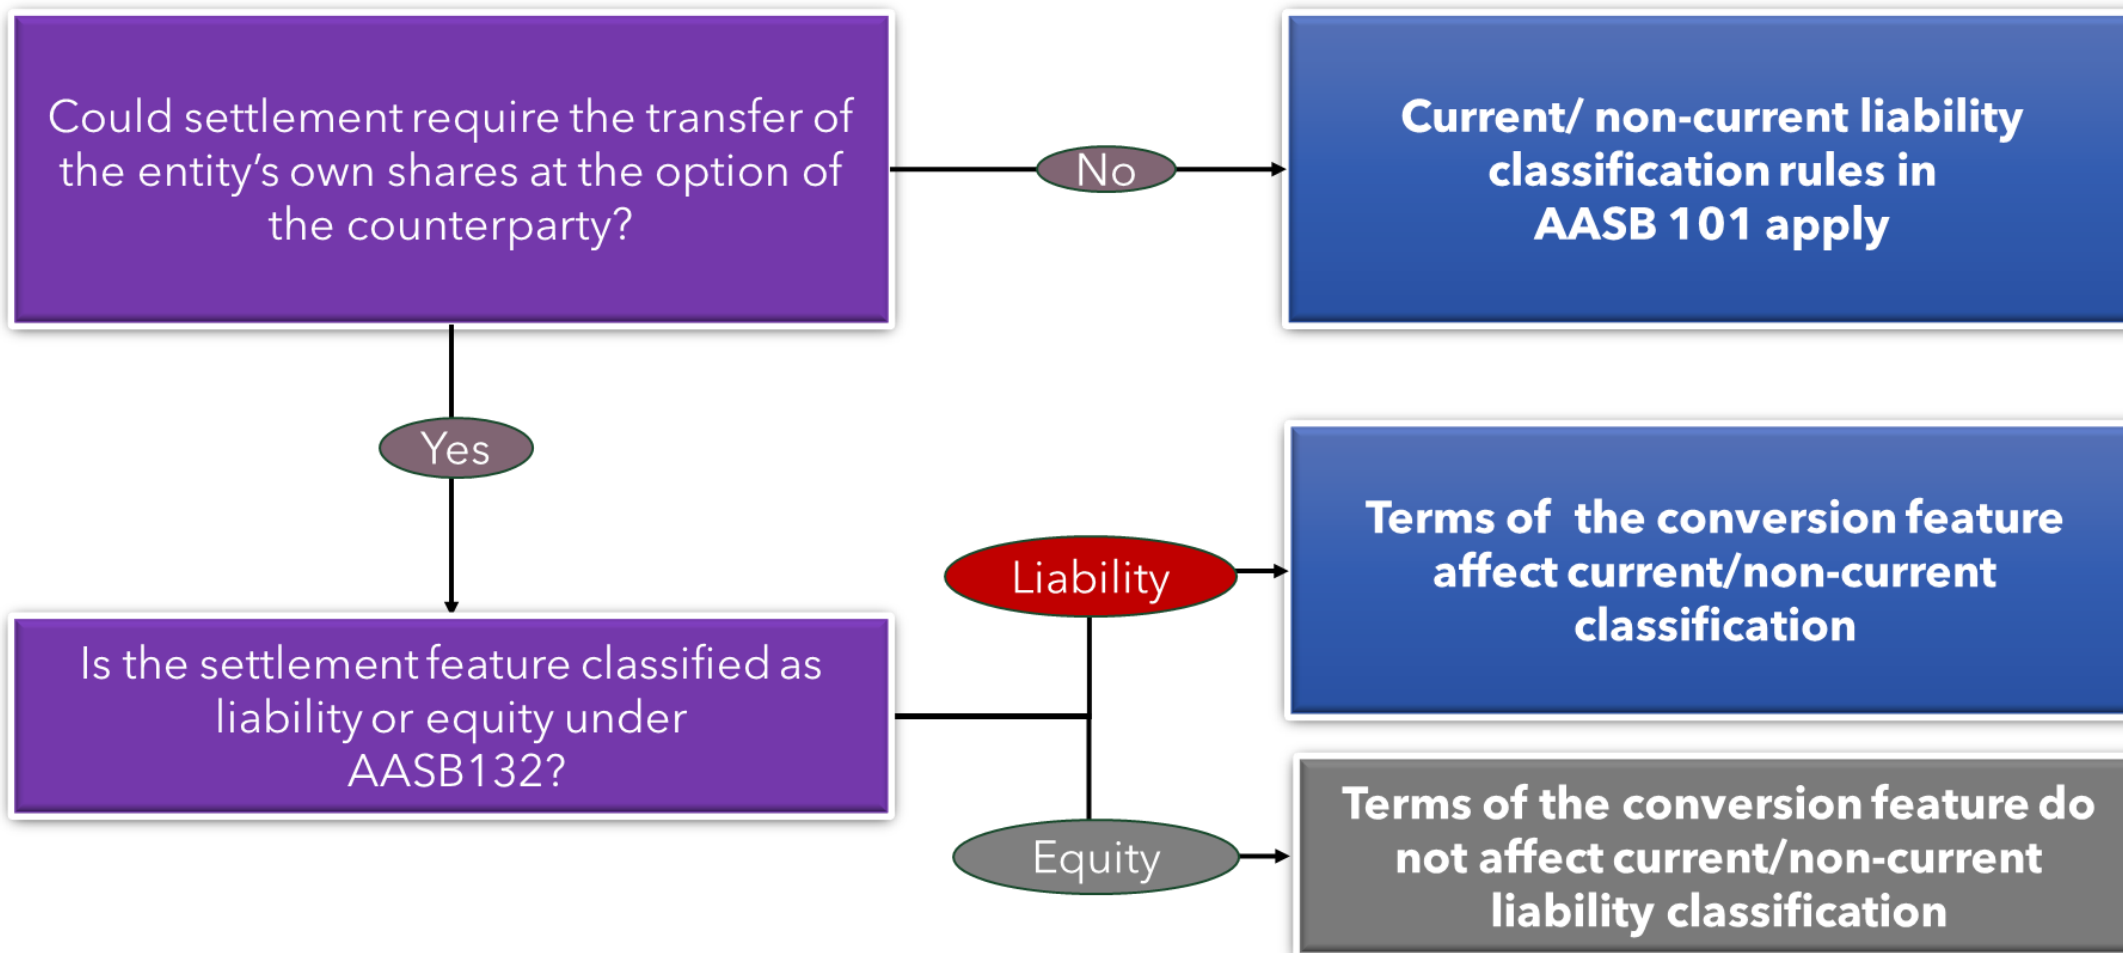 Could settlement require the transfer of
the entity’s own shares at the option of
the counterparty?
No
Current/ non-current liability
classification rules in
AASB 101 apply
Yes
Is the settlement feature classified as
liability or equity under
AASB132?
Liability
Terms of  the conversion feature
affect current/non-current
classification
Equity
Terms of the conversion feature do
not affect current/non-current
liability classification